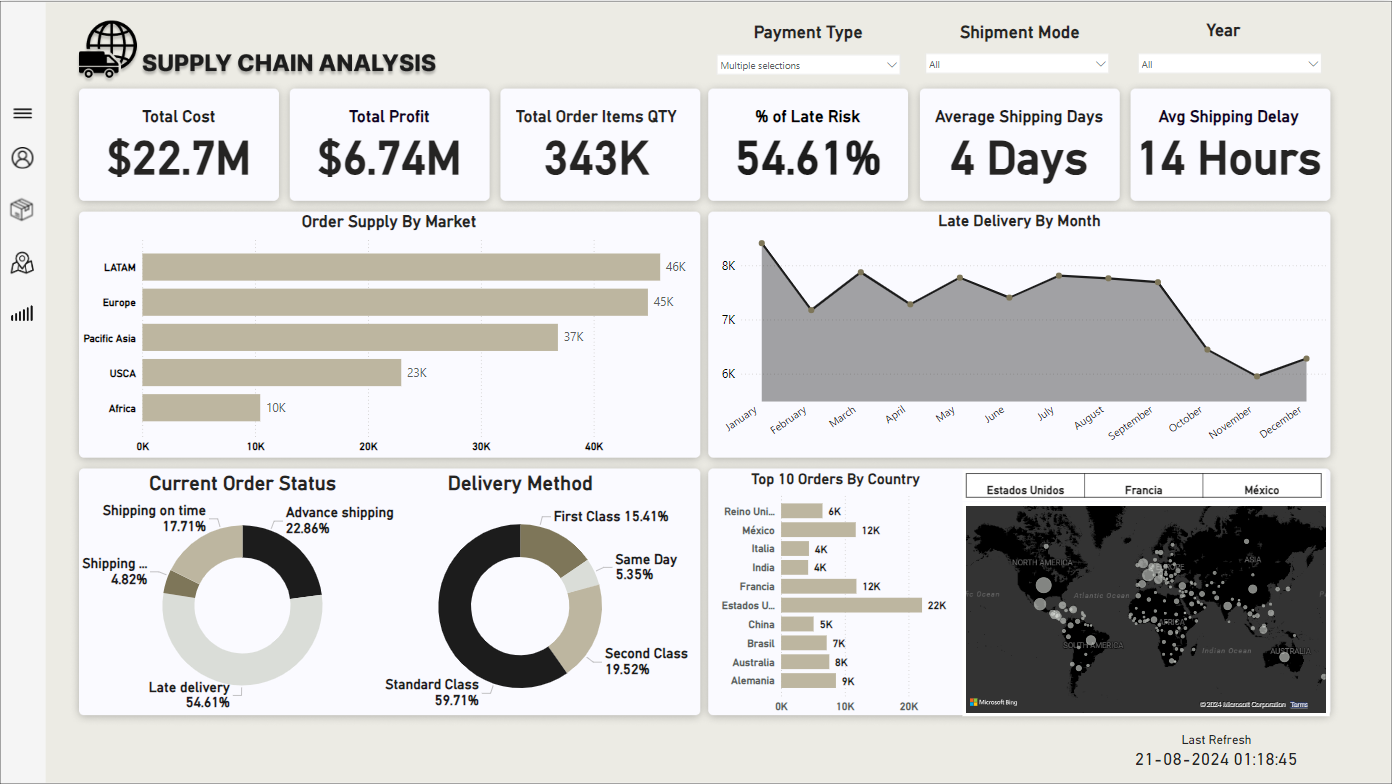 SUPPLY CHAIN ANALYSIS
Payment Type
Multiple selections
Shipment Mode
All
Year
All
Total Cost
$22.7M
Total Profit
$6.74M
Total Order Items QTY
343K
% of Late Risk
54.61%
Average Shipping Days
4 Days
Avg Shipping Delay
14 Hours
Order Supply By Market
LATAM
46K
Europe
45K
Pacific Asia
37K
USCA
23K
Africa
10K
0K 10K 20K 30K 40K
Late Delivery By Month
8K
7K
6K
January February March April May June July August September October November December
Current Order Status
Shipping on time
17.71%
Advance shipping
22.86%
Shipping ...
4.82%
Late delivery
54.61%
Delivery Method
First Class 15.41%
Same Day
5.35%
Second Class
19.52%
Standard Class
59.71%
Top 10 Orders By Country
Reino Uni... 6K
México 12K
Italia 4K
India 4K
Francia 12K
Estados U... 22K
China 5K
Brasil 7K
Australia 8K
Alemania 9K
0K 10K 20K
Estados Unidos Francia México
NORTH AMERICA
ASIA
Atlantic Ocean
AFRICA
SOUTH AMERICA
Indian Ocean
AUSTRALIA
Microsoft Bing
© 2024 Microsoft Corporation Terms
Last Refresh
21-08-2024 01:18:45